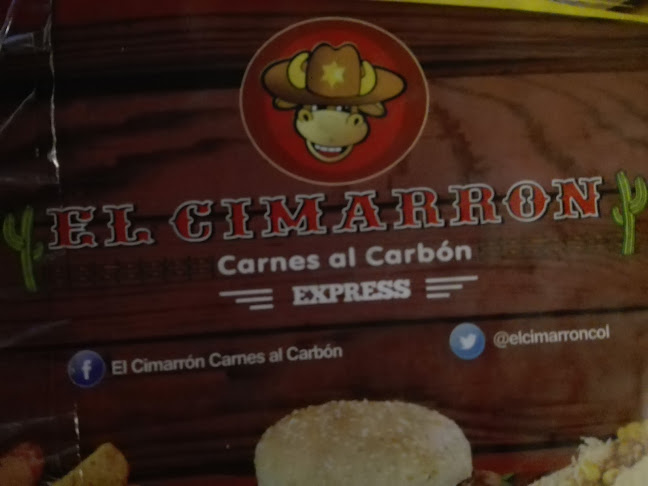 EL CIMARRON
Carnes al Carbón
EXPRESS
f El Cimarrón Carnes al Carbón
@elcimarroncol